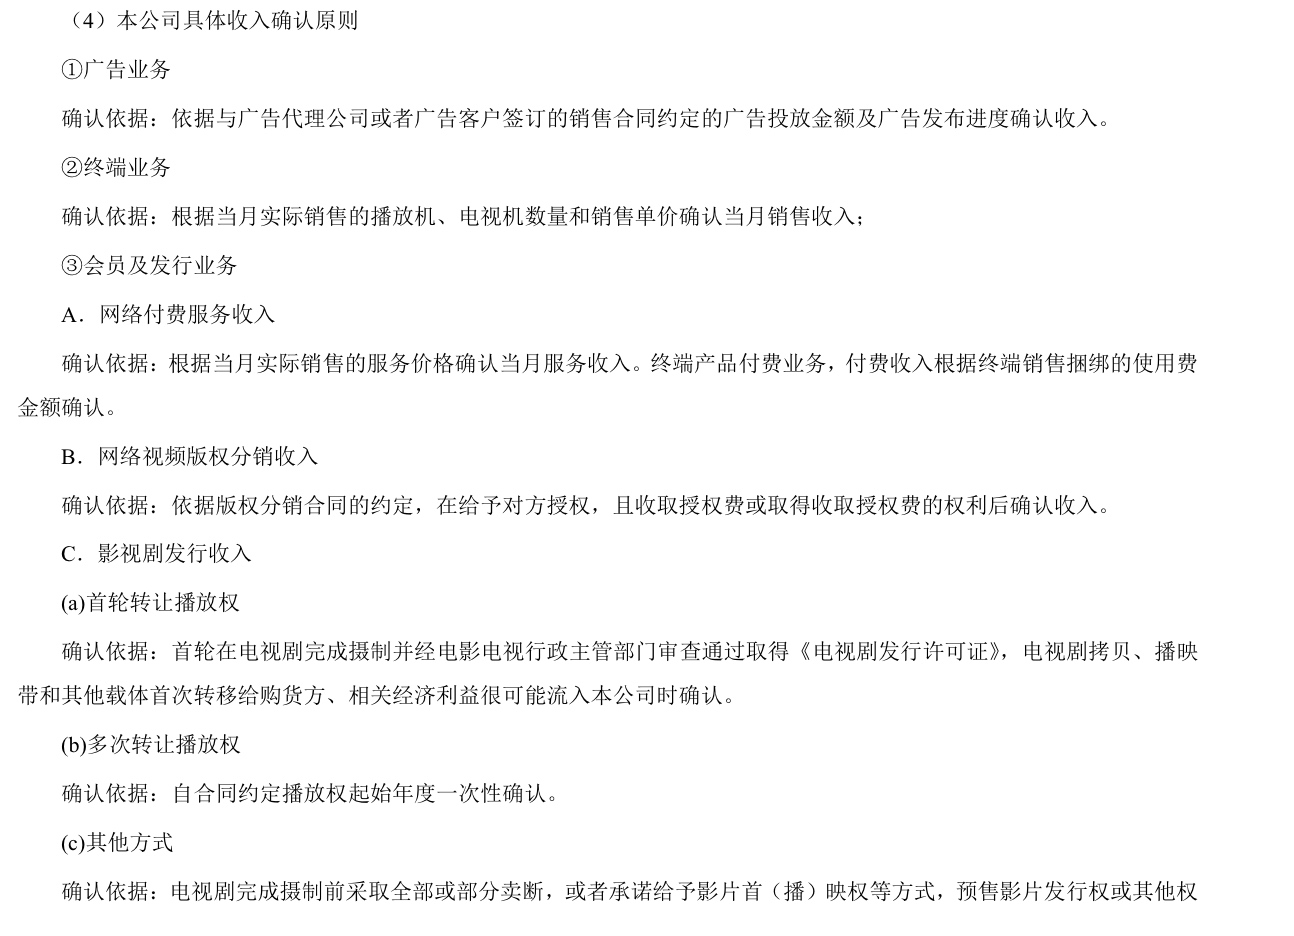 （4）本公司具体收入确认原则
①广告业务
确认依据：依据与广告代理公司或者广告客户签订的销售合同约定的广告投放金额及广告发布进度确认收入。
②终端业务
确认依据：根据当月实际销售的播放机、电视机数量和销售单价确认当月销售收入；
③会员及发行业务
A．网络付费服务收入
确认依据：根据当月实际销售的服务价格确认当月服务收入。终端产品付费业务，付费收入根据终端销售捆绑的使用费
金额确认。
B．网络视频版权分销收入
确认依据：依据版权分销合同的约定，在给予对方授权，且收取授权费或取得收取授权费的权利后确认收入。
C．影视剧发行收入
(a)首轮转让播放权
确认依据：首轮在电视剧完成摄制并经电影电视行政主管部门审查通过取得《电视剧发行许可证》，电视剧拷贝、播映
带和其他载体首次转移给购货方、相关经济利益很可能流入本公司时确认。
(b)多次转让播放权
确认依据：自合同约定播放权起始年度一次性确认。
(c)其他方式
确认依据：电视剧完成摄制前采取全部或部分卖断，或者承诺给予影片首（播）映权等方式，预售影片发行权或其他权